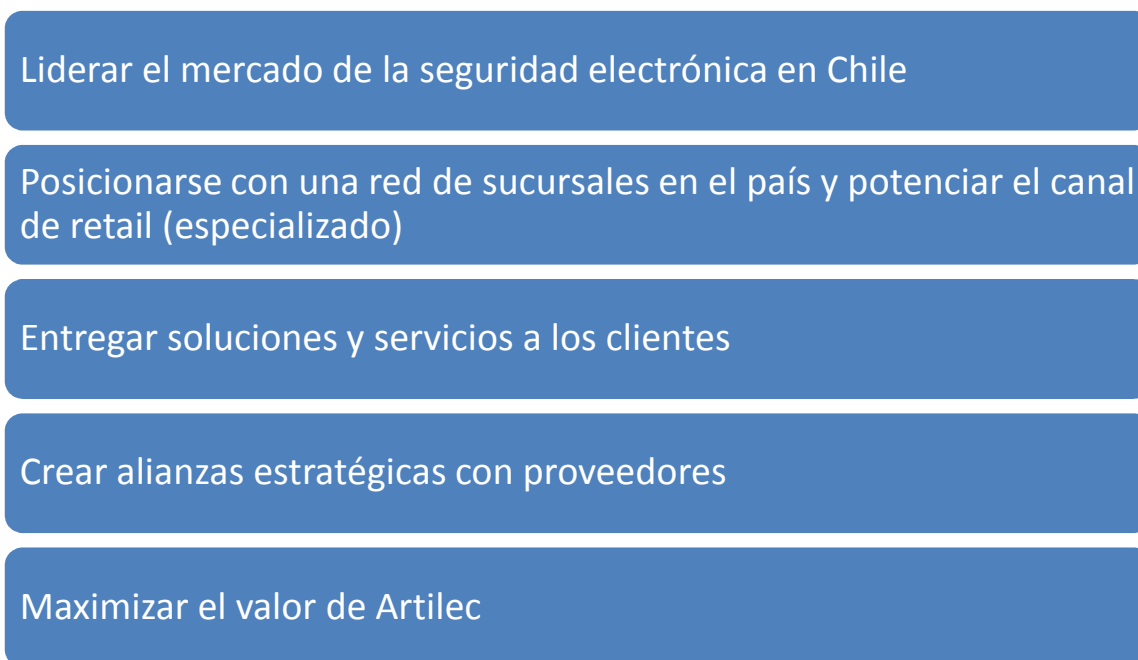 Liderar el mercado de la seguridad electrónica en Chile
Posicionarse con una red de sucursales en el país y potenciar el canal
de retail (especializado)
Entregar soluciones y servicios a los clientes
Crear alianzas estratégicas con proveedores
Maximizar el valor de Artilec